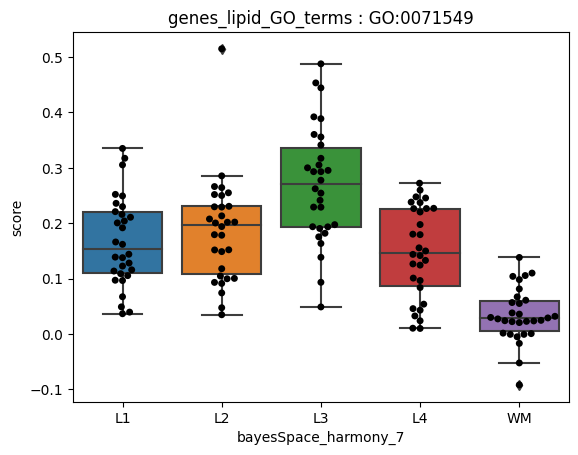 genes_lipid_GO_terms : GO:0071549
score
0.5
0.4
0.3
0.2
0.1
0.0
−0.1
L1 L2 L3 L4 WM
bayesSpace_harmony_7